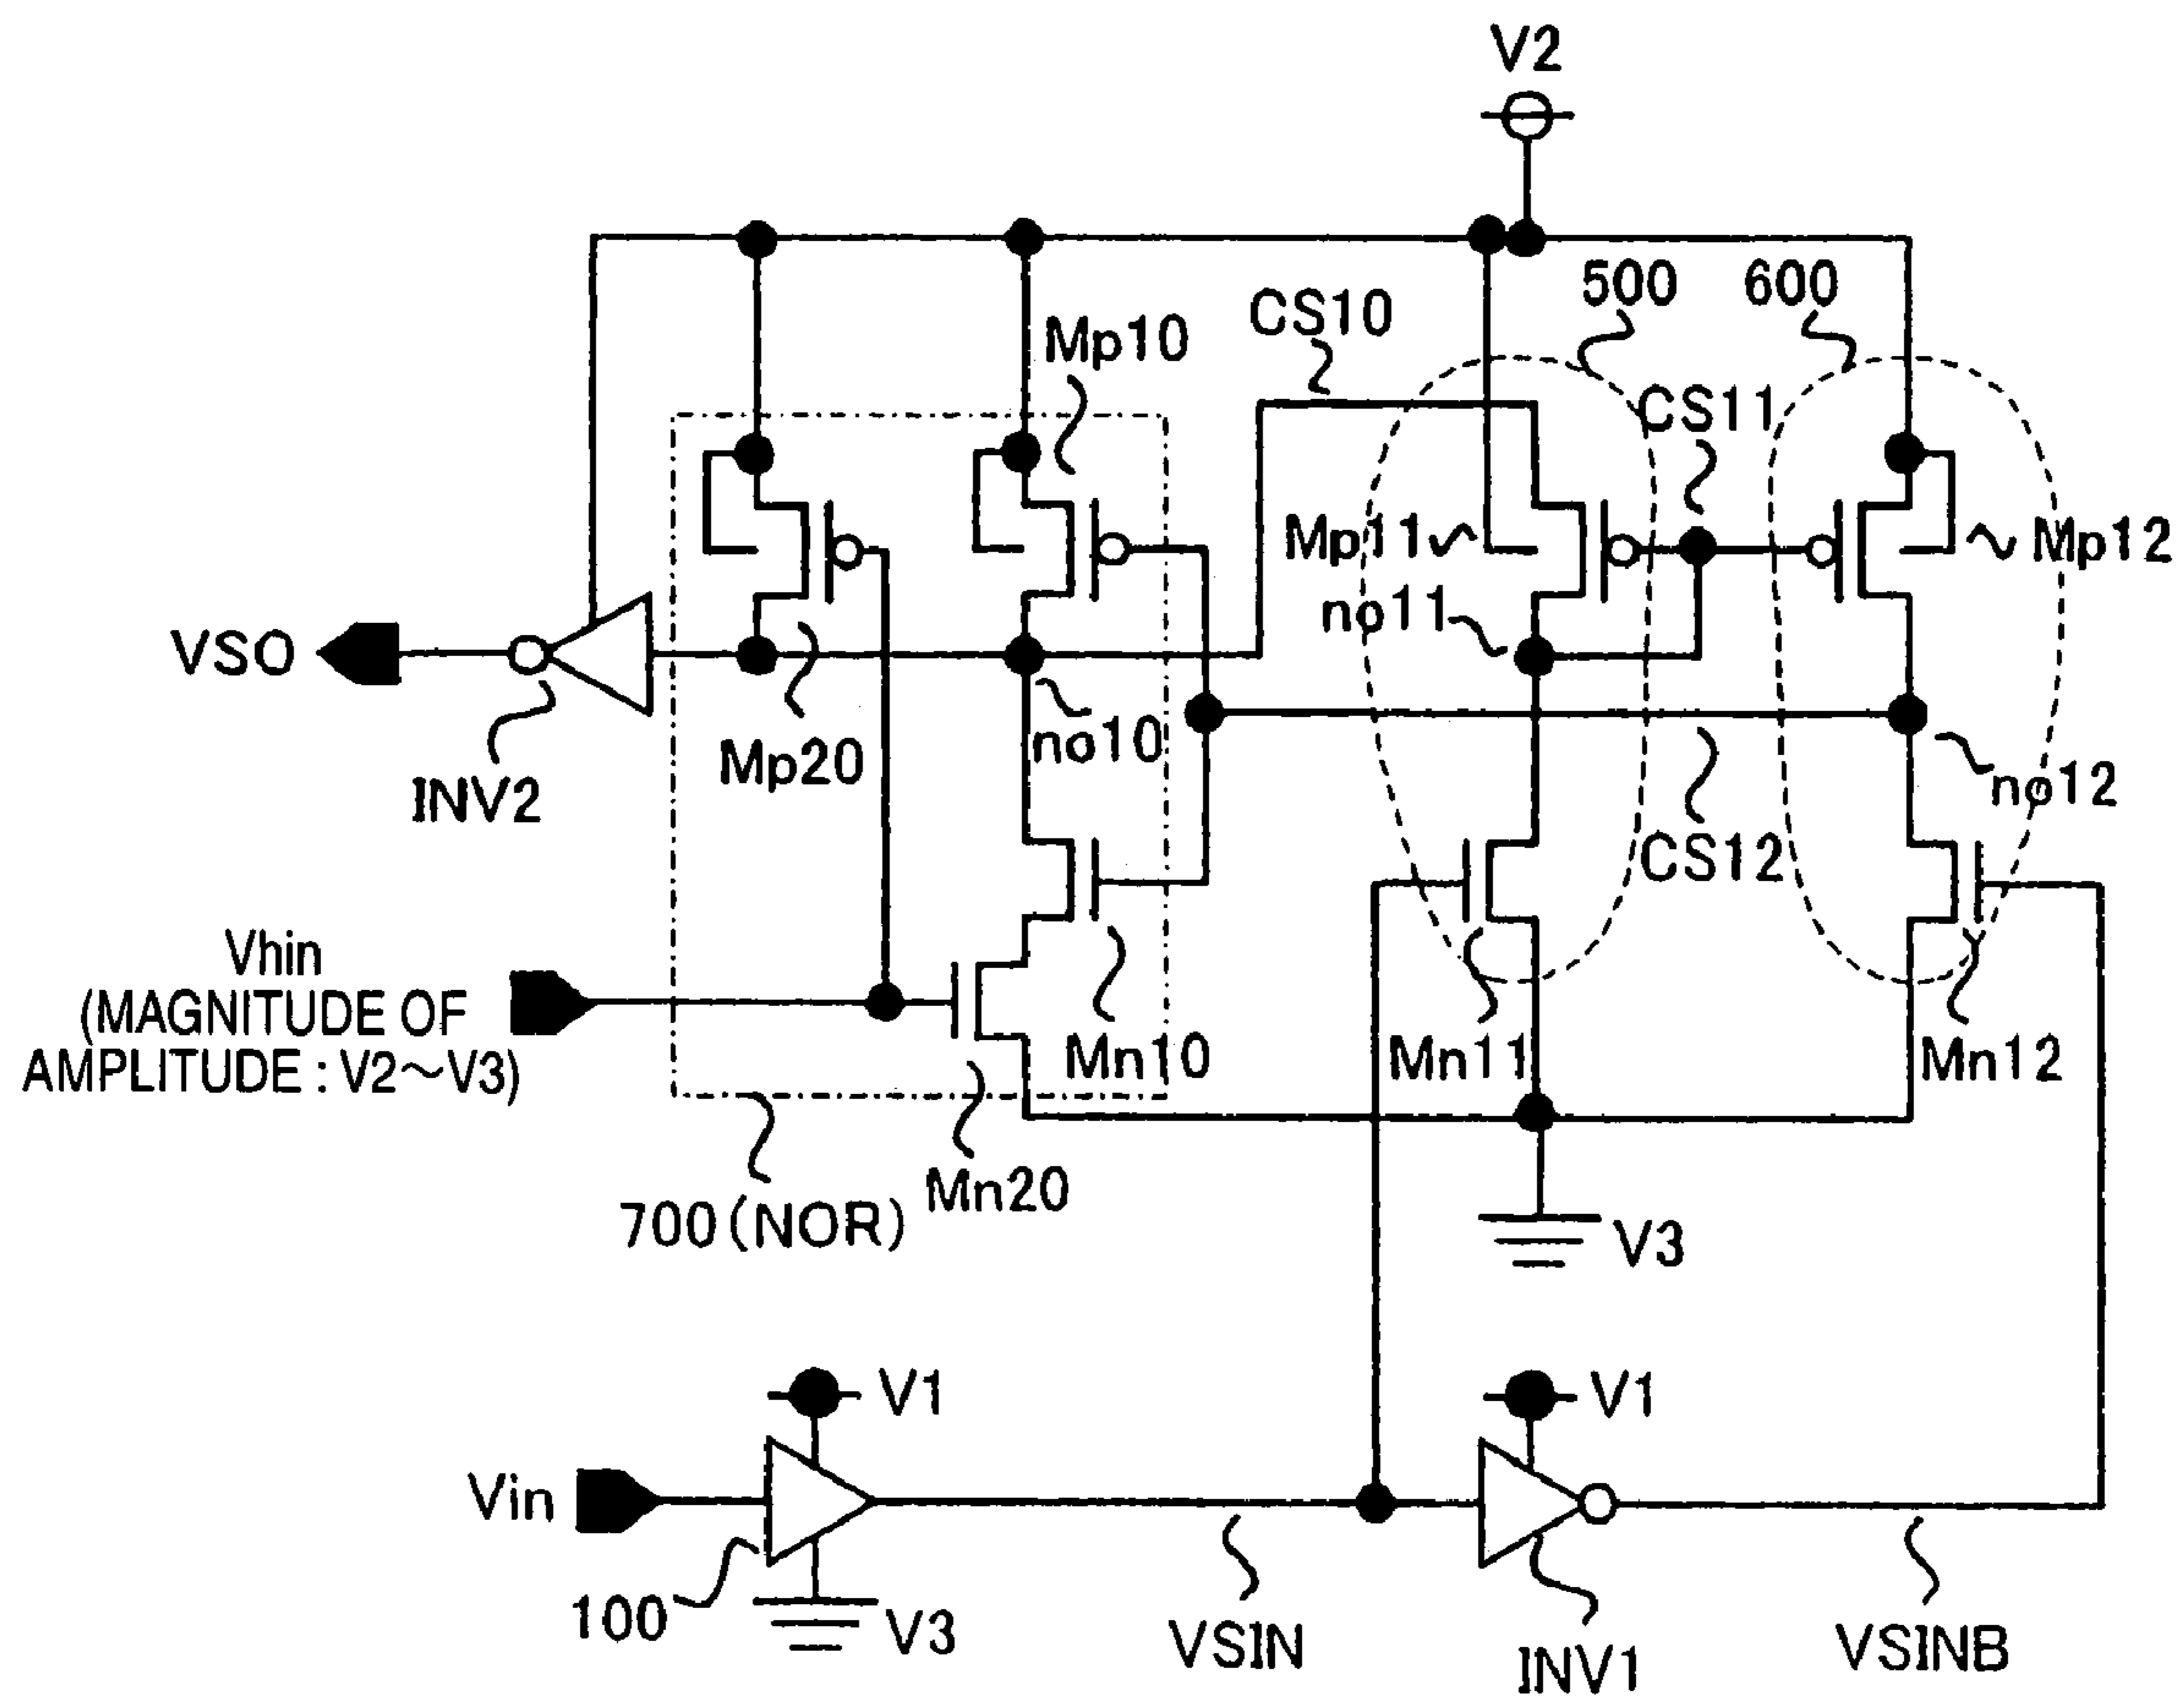 V2
500
600
CS10
Mp10
CS11
Mp11
Mp12
no11
VSO
no10
Mp20
no12
INV2
CS12
Vhin
(MAGNITUDE OF
AMPLITUDE : V2～V3)
Mn10
Mn11
Mn12
Mn20
700(NOR)
V3
V1
V1
Vin
100
V3
VSIN
INV1
VSINB